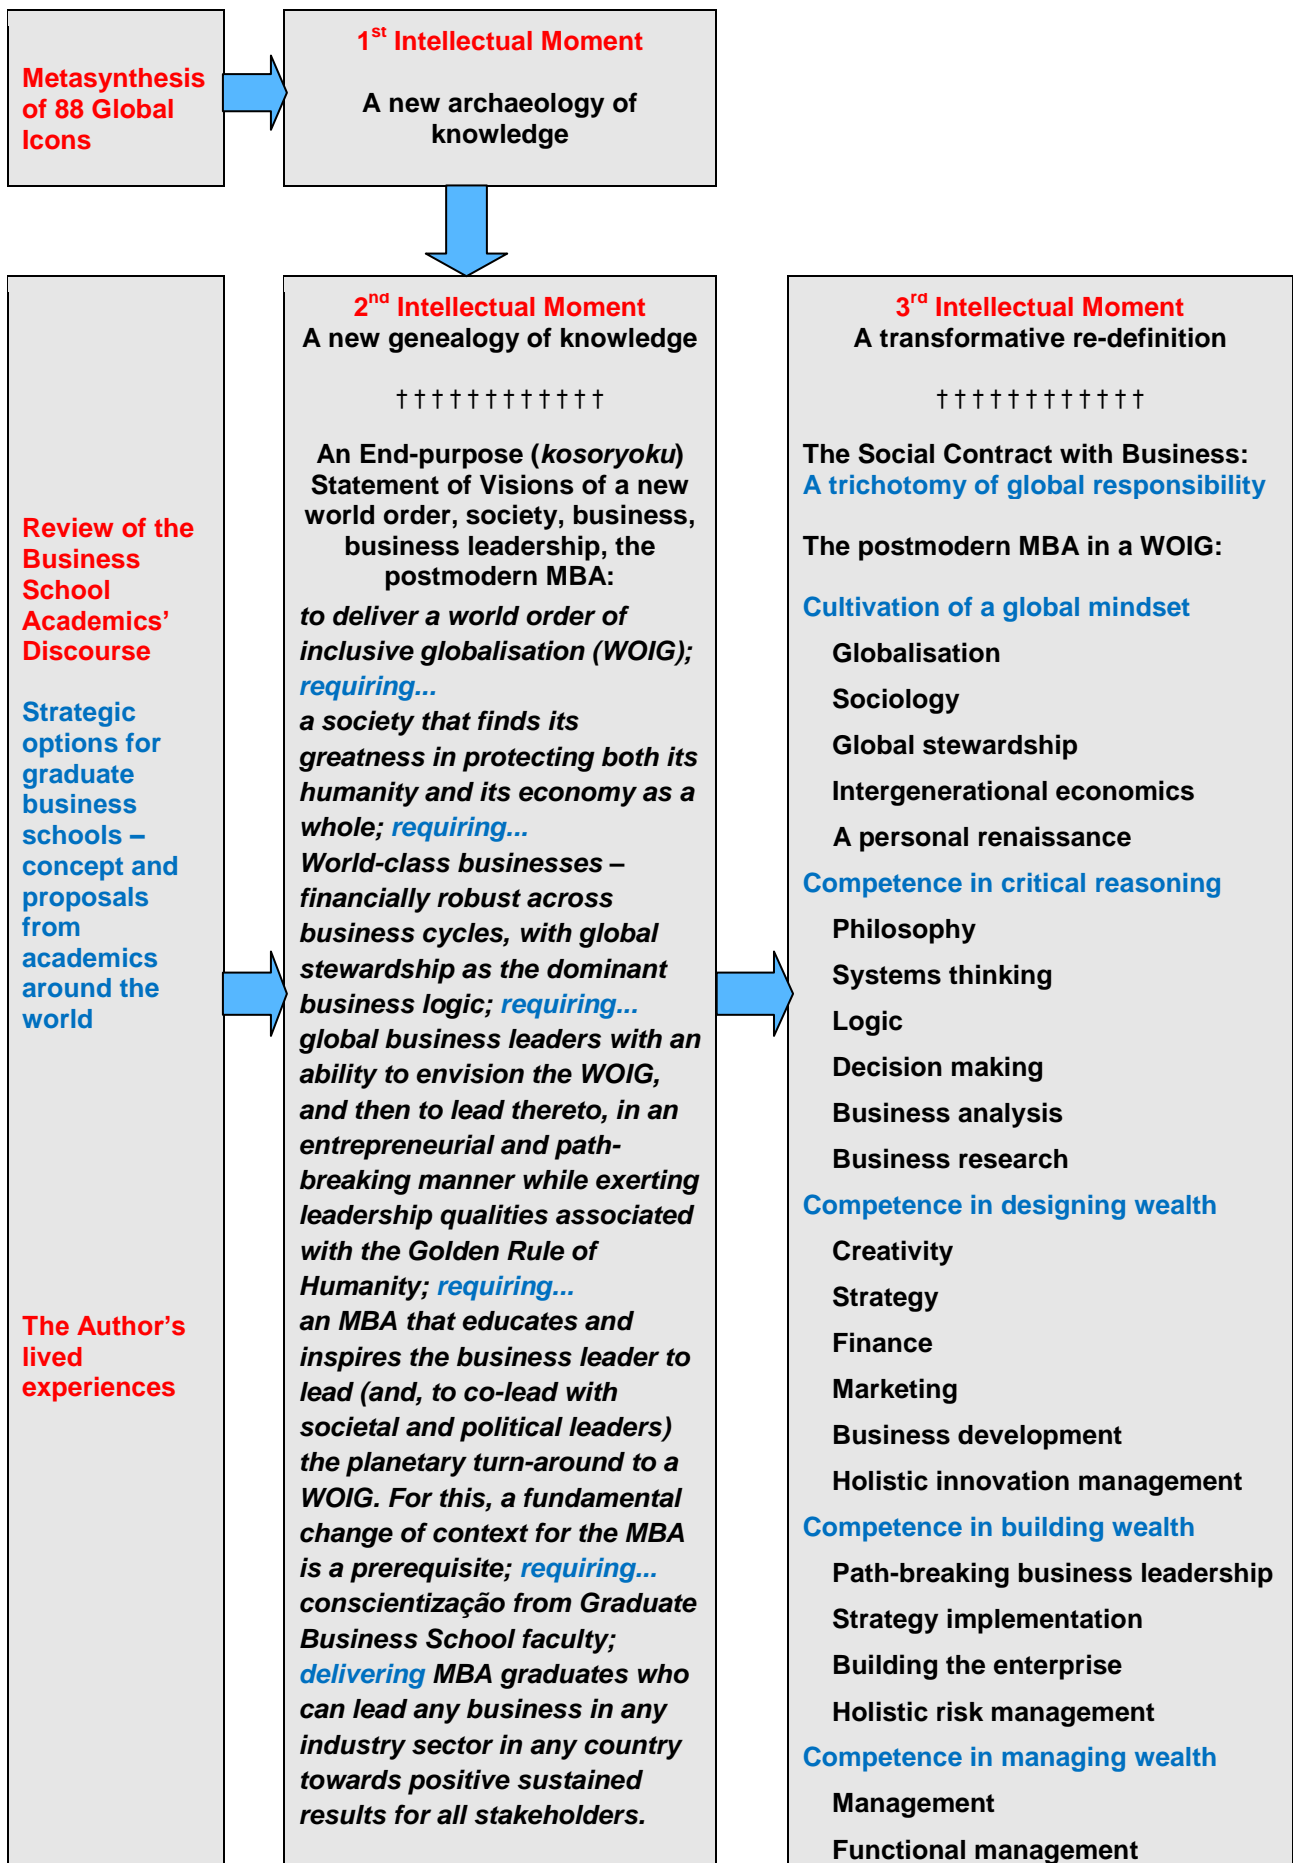 Metasynthesis
of 88 Global
Icons
1st Intellectual Moment
A new archaeology of
knowledge
Review of the
Business
School
Academics’
Discourse
Strategic
options for
graduate
business
schools –
concept and
proposals
from
academics
around the
world
The Author’s
lived
experiences
2nd Intellectual Moment
A new genealogy of knowledge
† † † † † † † † † † † †
An End-purpose (kosoryoku)
Statement of Visions of a new
world order, society, business,
business leadership, the
postmodern MBA:
to deliver a world order of
inclusive globalisation (WOIG);
requiring...
a society that finds its
greatness in protecting both its
humanity and its economy as a
whole; requiring...
World-class businesses –
financially robust across
business cycles, with global
stewardship as the dominant
business logic; requiring...
global business leaders with an
ability to envision the WOIG,
and then to lead thereto, in an
entrepreneurial and path-
breaking manner while exerting
leadership qualities associated
with the Golden Rule of
Humanity; requiring...
an MBA that educates and
inspires the business leader to
lead (and, to co-lead with
societal and political leaders)
the planetary turn-around to a
WOIG. For this, a fundamental
change of context for the MBA
is a prerequisite; requiring...
conscientização from Graduate
Business School faculty;
delivering MBA graduates who
can lead any business in any
industry sector in any country
towards positive sustained
results for all stakeholders.
3rd Intellectual Moment
A transformative re-definition
† † † † † † † † † † † †
The Social Contract with Business:
A trichotomy of global responsibility
The postmodern MBA in a WOIG:
Cultivation of a global mindset
Globalisation
Sociology
Global stewardship
Intergenerational economics
A personal renaissance
Competence in critical reasoning
Philosophy
Systems thinking
Logic
Decision making
Business analysis
Business research
Competence in designing wealth
Creativity
Strategy
Finance
Marketing
Business development
Holistic innovation management
Competence in building wealth
Path-breaking business leadership
Strategy implementation
Building the enterprise
Holistic risk management
Competence in managing wealth
Management
Functional management